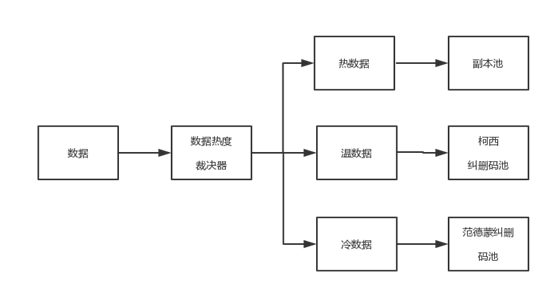 热数据
副本池
数据
数据热度
裁决器
温数据
柯西
纠删码池
冷数据
范德蒙纠删
码池